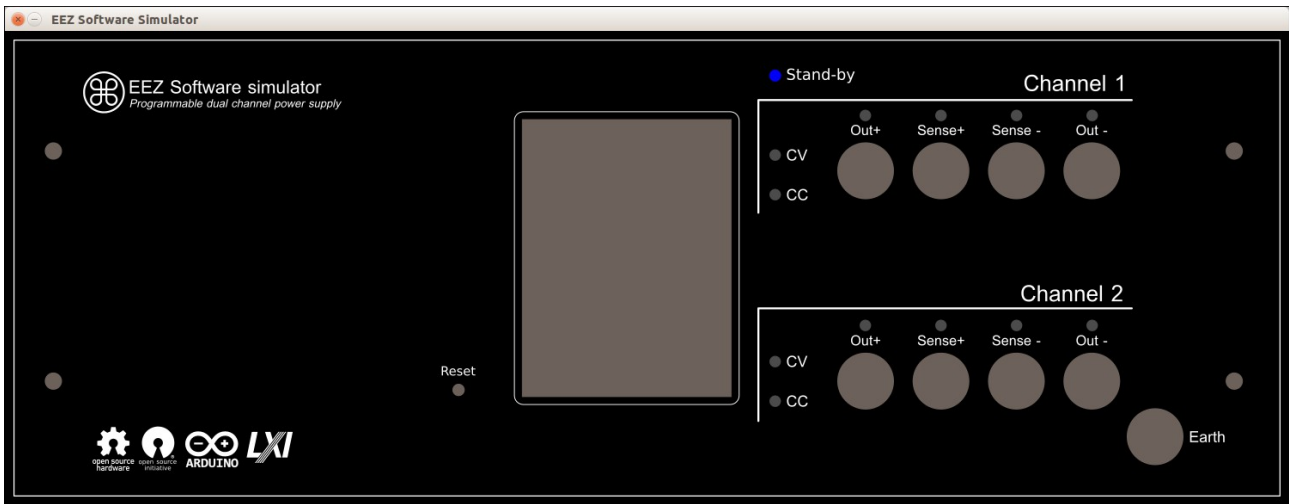 EEZ Software Simulator
EEZ Software simulator
Programmable dual channel power supply
Stand-by
Channel 1
Out+ Sense+ Sense - Out -
CV
CC
Channel 2
Out+ Sense+ Sense - Out -
CV
CC
Reset
Earth
open source hardware
open source initiative
ARDUINO
LXI